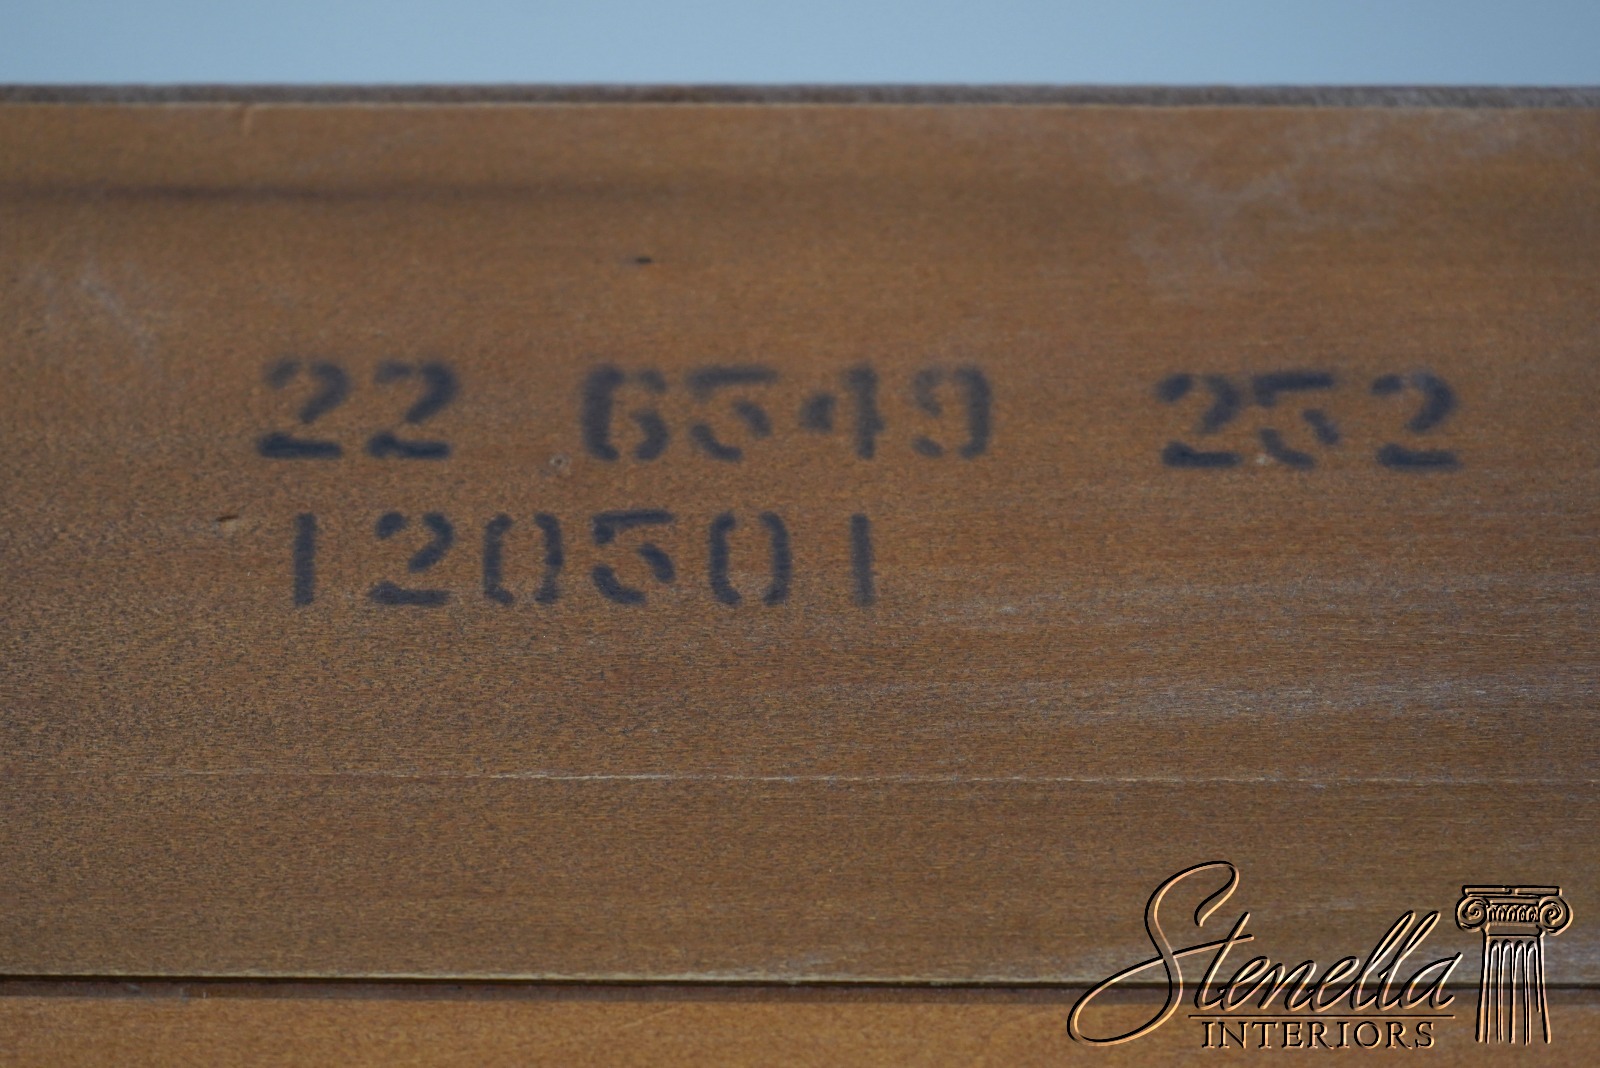 22 6549 252
120501
Stenella
INTERIORS